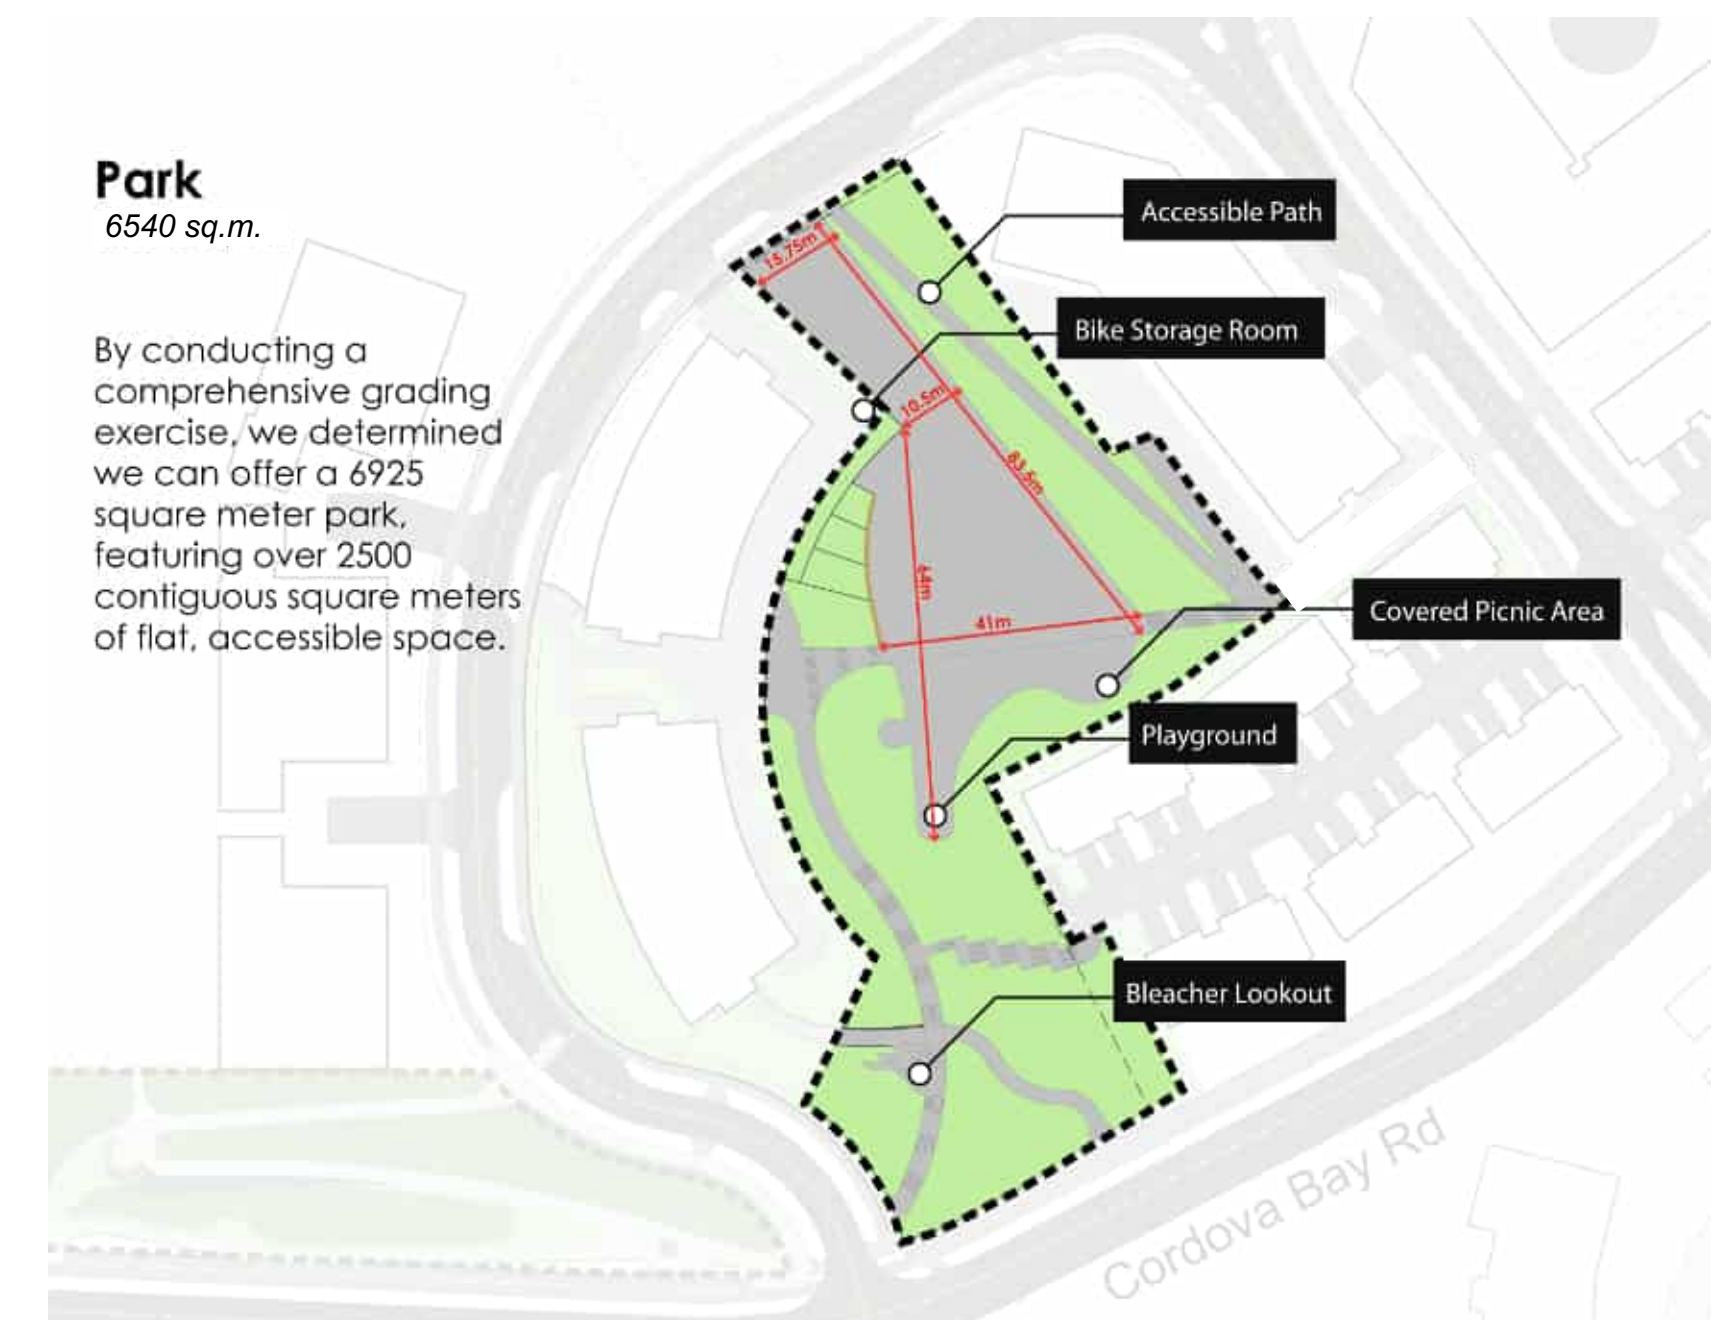 Park
6540 sq.m.
By conducting a
comprehensive grading
exercise, we determined
we can offer a 6925
square meter park,
featuring over 2500
contiguous square meters
of flat, accessible space.
Accessible Path
15.75m
Bike Storage Room
10.5m
83.5m
64m
Covered Picnic Area
41m
Playground
Bleacher Lookout
Cordova Bay Rd